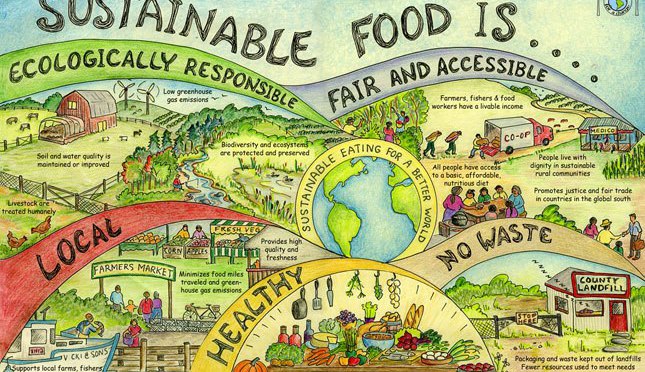 SUSTAINABLE FOOD IS....
ECOLOGICALLY RESPONSIBLE
Low greenhouse
gas emissions
Soil and water quality is
maintained or improved
Biodiversity and ecosystems
are protected and preserved
Livestock are
treated humanely
FAIR AND ACCESSIBLE
Farmers, fishers & food
workers have a livable income
CO-OP
MEDICO
All people have access
to a basic, affordable,
nutritious diet
People live with
dignity in sustainable
rural communities
Promotes justice and fair trade
in countries in the global south
SUSTAINABLE EATING FOR A BETTER WORLD
LOCAL
FRESH VEG
CORN
APPLES
Provides high
quality and
freshness
FARMERS MARKET
Minimizes food miles
traveled and green-
house gas emissions
& SONS
Supports local farms, fishers
HEALTHY
NO WASTE
COUNTY
LANDFILL
Packaging and waste kept out of landfills
Fewer resources used to meet needs